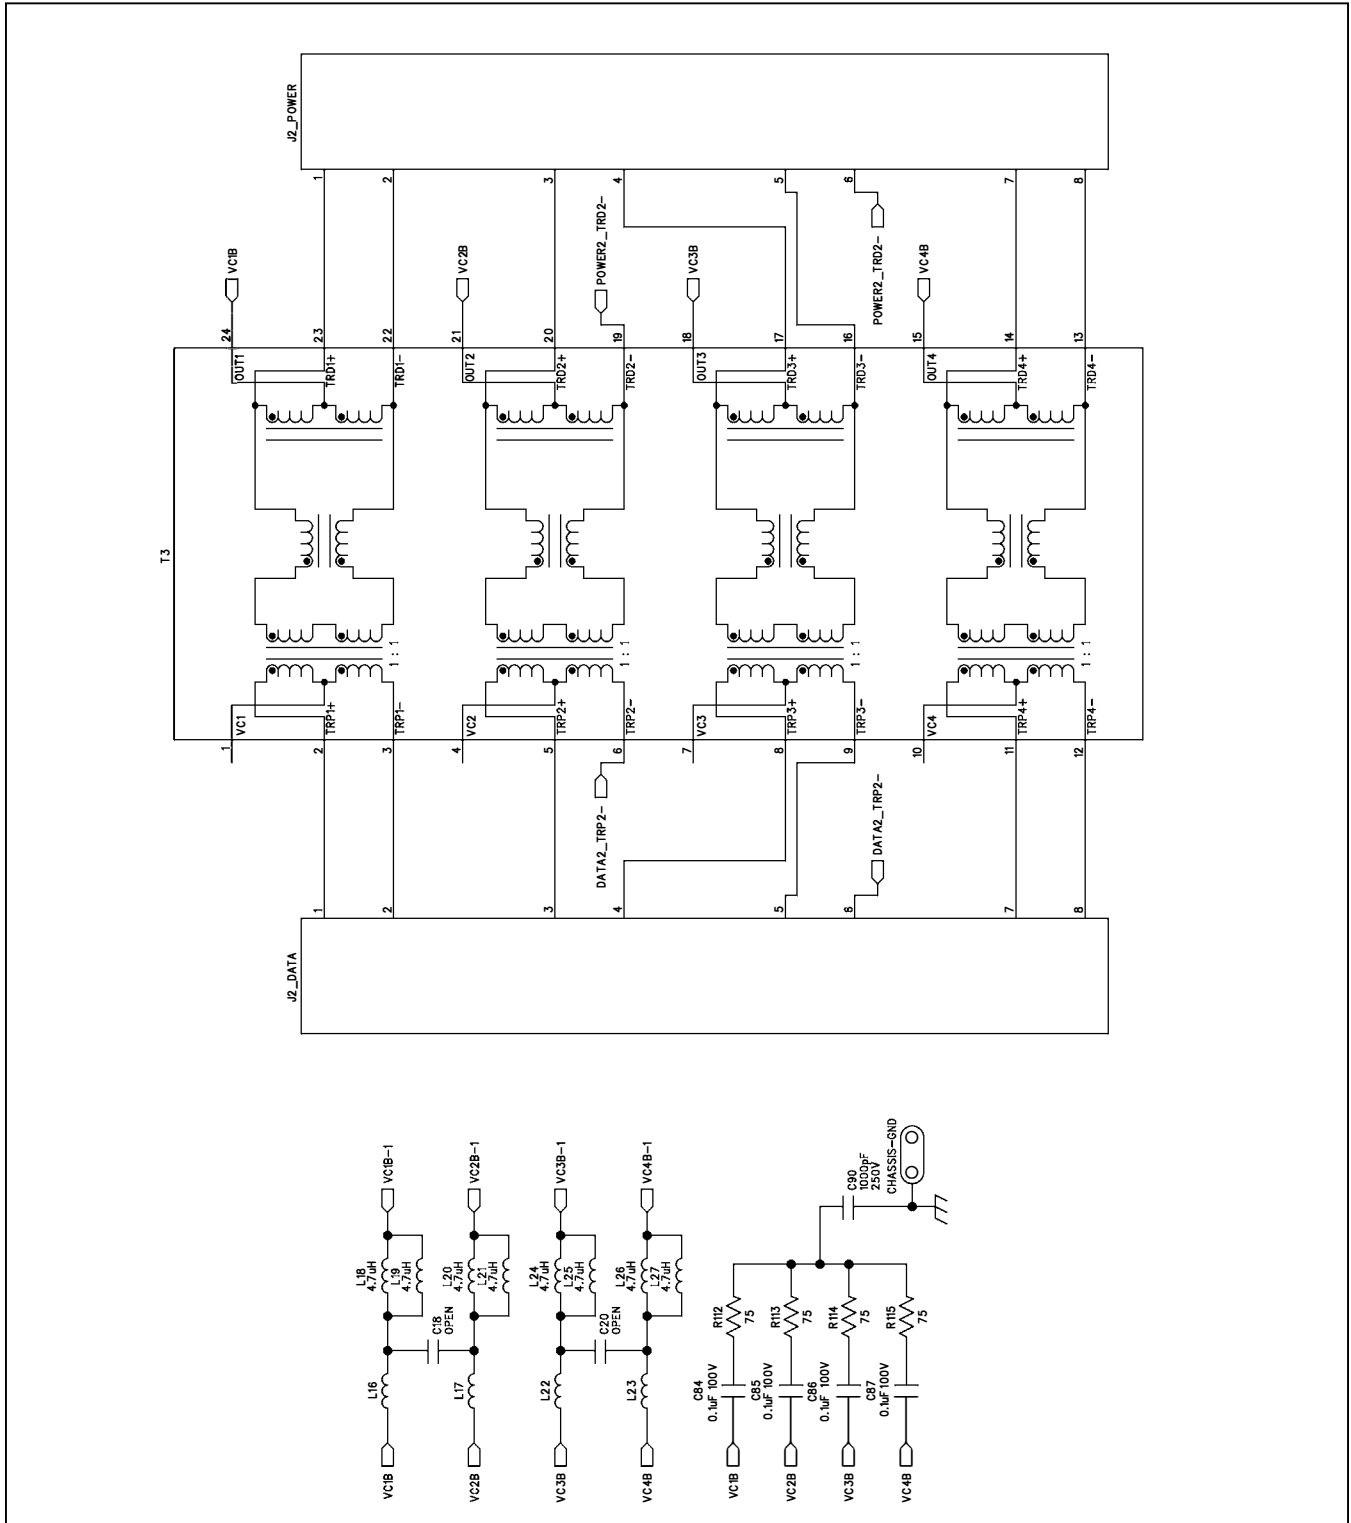 J2_POWER
1
2
3
4
5
6
7
8
VC1B
VC2B
POWER2_TRD2-
VC3B
POWER2_TRD2-
VC4B
24
23
22
21
20
19
18
17
16
15
14
13
OUT1
TRD1+
TRD1-
OUT2
TRD2+
TRD2-
OUT3
TRD3+
TRD3-
OUT4
TRD4+
TRD4-
T3
1:1
1:1
1:1
1:1
VC1
TRP1+
TRP1-
VC2
TRP2+
TRP2-
VC3
TRP3+
TRP3-
VC4
TRP4+
TRP4-
1
2
3
4
5
6
7
8
9
10
11
12
DATA2_TRP2-
DATA2_TRP2-
1
2
3
4
5
6
7
8
J2_DATA
VC1B-1
VC2B-1
VC3B-1
VC4B-1
L18
4.7uH
L19
4.7uH
L20
4.7uH
L21
4.7uH
L24
4.7uH
L25
4.7uH
L26
4.7uH
L27
4.7uH
C18
OPEN
C20
OPEN
L16
L17
L22
L23
VC1B
VC2B
VC3B
VC4B
C90
1000pF
250V
CHASSIS-GND
R112
75
R113
75
R114
75
R115
75
C84
0.1uF 100V
C85
0.1uF 100V
C86
0.1uF 100V
C87
0.1uF 100V
VC1B
VC2B
VC3B
VC4B